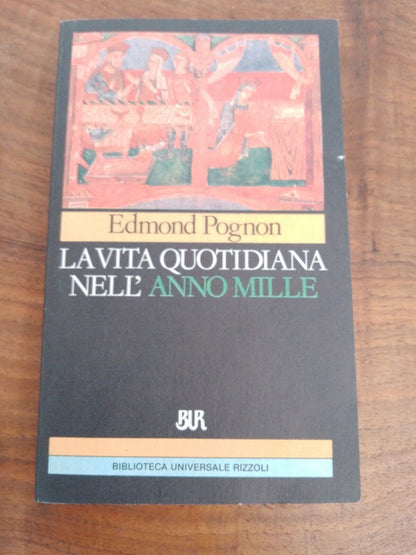 Edmond Pognon
LA VITA QUOTIDIANA
NELL' ANNO MILLE
BUR
BIBLIOTECA UNIVERSALE RIZZOLI